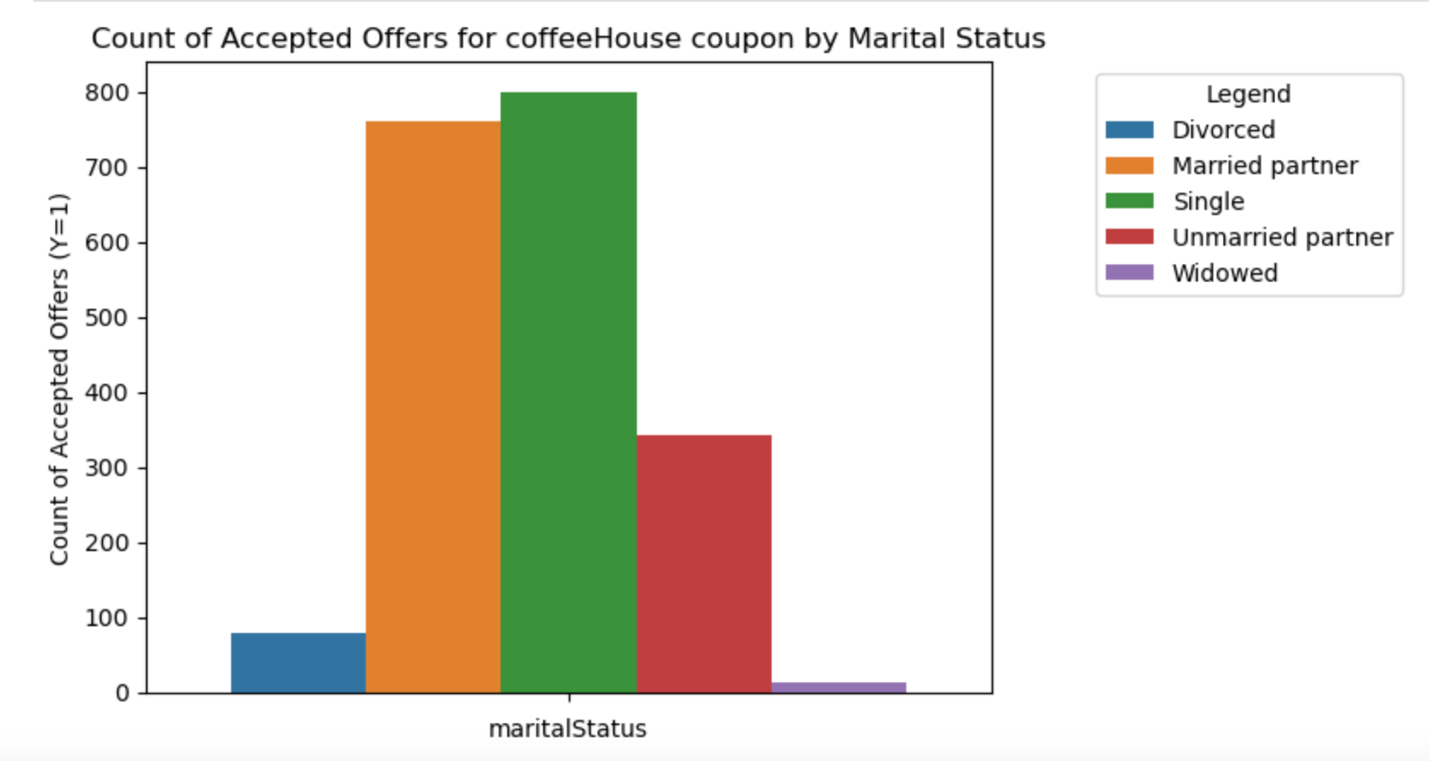 Count of Accepted Offers for coffeeHouse coupon by Marital Status
Count of Accepted Offers (Y=1)
800
700
600
500
400
300
200
100
0
maritalStatus
Legend
Divorced
Married partner
Single
Unmarried partner
Widowed